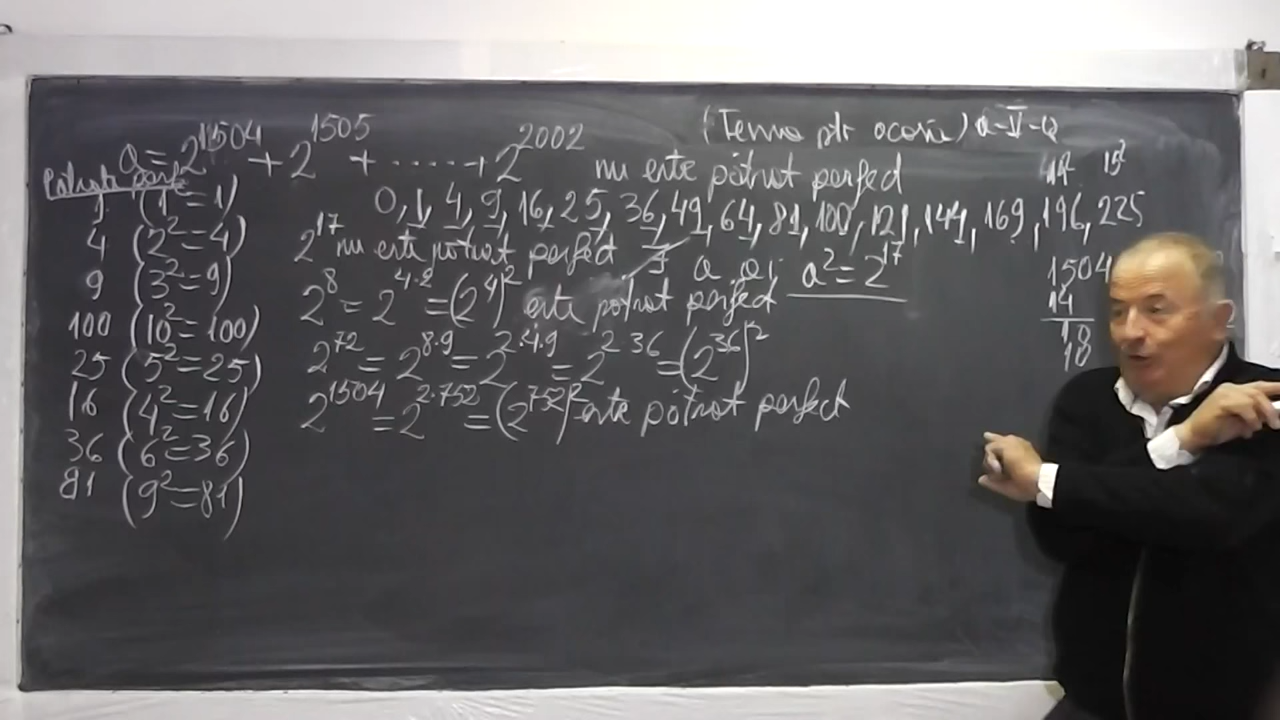 (Tema ptr acasă) a-V-a
a=2^1504 + 2^1505 + ...... + 2^2002 nu este pătrat perfect
Pătrate perfe
14² 15²
0, 1, 4, 9, 16, 25, 36, 49, 64, 81, 100, 121, 144, 169, 196, 225
1 (1²=1)
4 (2²=4)
9 (3²=9)
100 (10²=100)
25 (5²=25)
16 (4²=16)
36 (6²=36)
81 (9²=81)
2^17 nu este pătrat perfect
a a² = 2^17
2^8 = 2^4·2 = (2^4)² este pătrat perfect
2^72 = 2^8·9 = 2^2·4·9 = 2^2·36 = (2^36)²
2^1504 = 2^2·752 = (2^752)² este pătrat perfect
1504
14
18